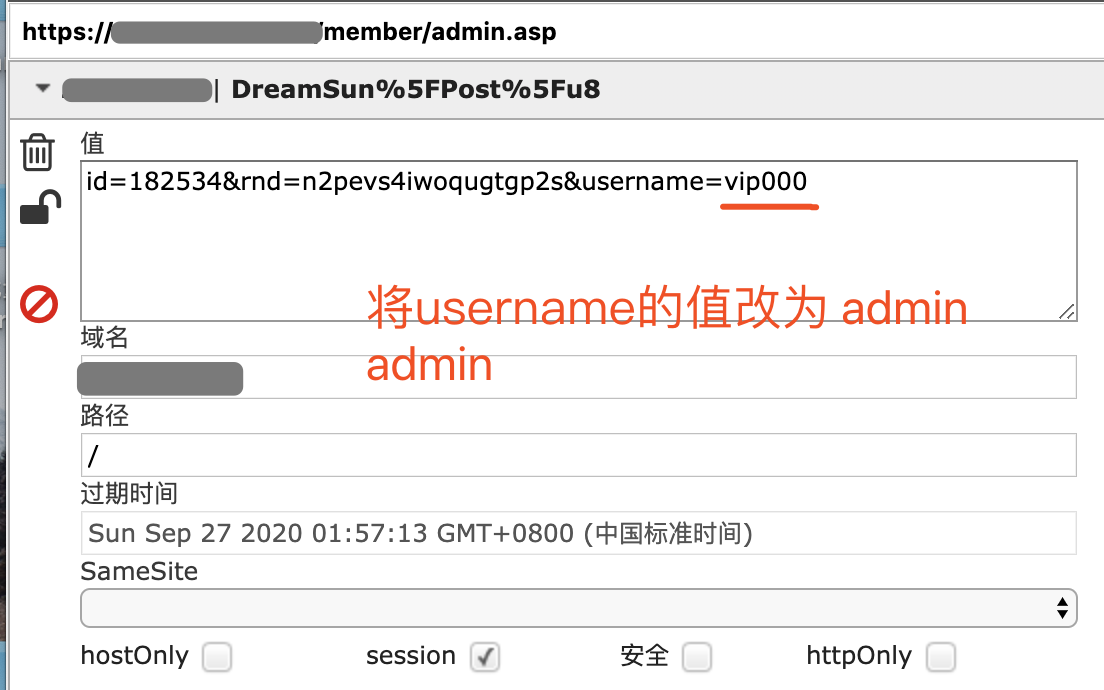 https:// /member/admin.asp
| DreamSun%5FPost%5Fu8
值
id=182534&rnd=n2pevs4iwoqugtgp2s&username=vip000
将username的值改为 admin
admin
域名
路径
/
过期时间
Sun Sep 27 2020 01:57:13 GMT+0800 (中国标准时间)
SameSite
hostOnly session 安全 httpOnly